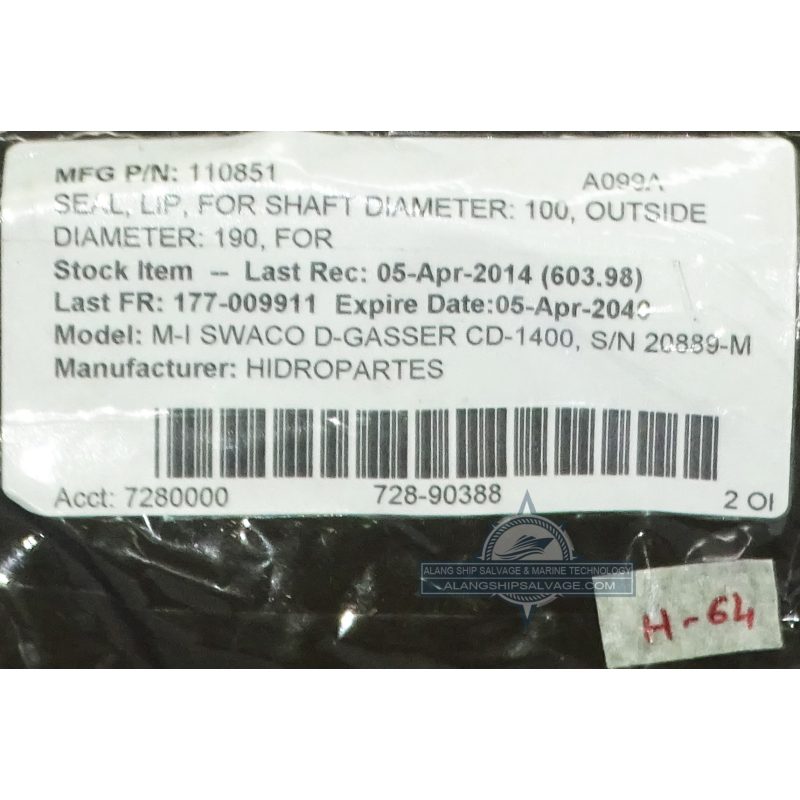 MFG P/N: 110851 A099A
SEAL, LIP, FOR SHAFT DIAMETER: 100, OUTSIDE
DIAMETER: 190, FOR
Stock Item -- Last Rec: 05-Apr-2014 (603.98)
Last FR: 177-009911 Expire Date:05-Apr-2040
Model: M-I SWACO D-GASSER CD-1400, S/N 20889-M
Manufacturer: HIDROPARTES
Acct: 7280000 728-90388 2 OI
ALANG SHIP SALVAGE & MARINE TECHNOLOGY
ALANGSHIPSALVAGE.COM
H-64